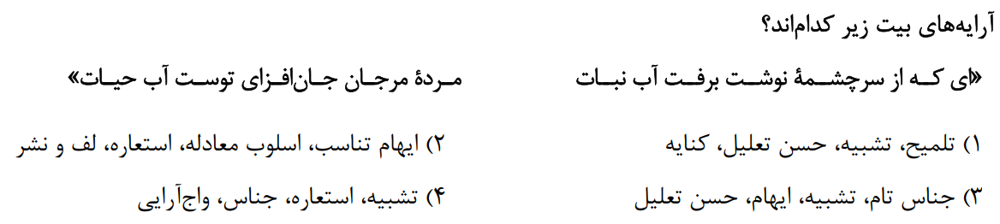 آرایه‌های بیت زیر کدام‌اند؟
«ای که از سرچشمهٔ نوشت برفت آب نبات مردهٔ مرجان جان‌افزای توست آب حیات»
۱) تلمیح، تشبیه، حسن تعلیل، کنایه ۲) ایهام تناسب، اسلوب معادله، استعاره، لف و نشر
۳) جناس تام، تشبیه، ایهام، حسن تعلیل ۴) تشبیه، استعاره، جناس، واج‌آرایی